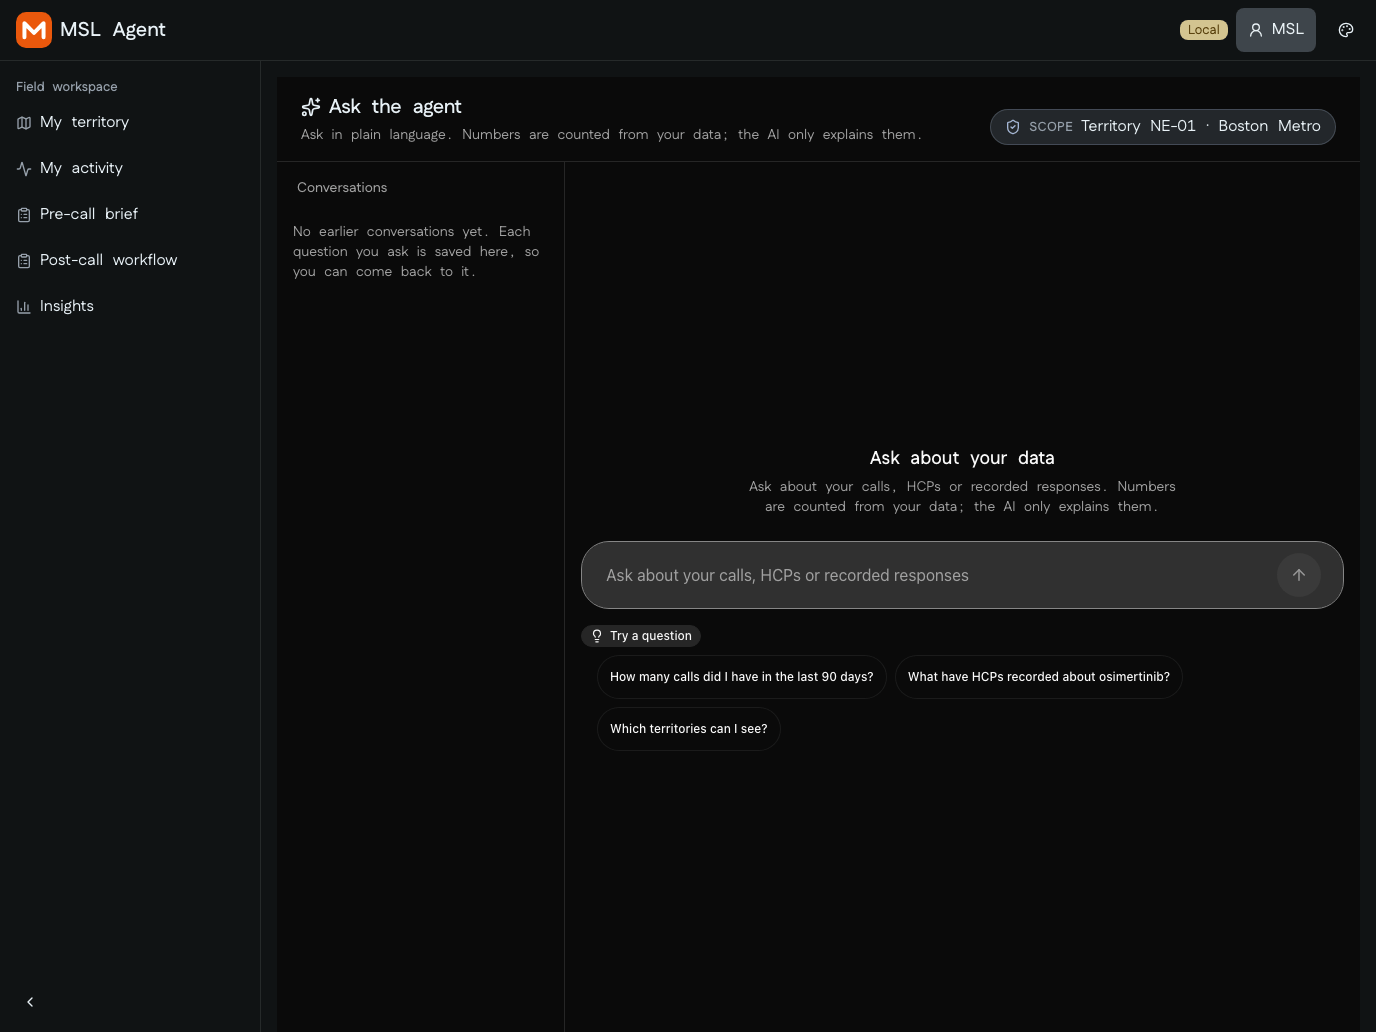 MSL Agent
Local
MSL
Field workspace
My territory
My activity
Pre-call brief
Post-call workflow
Insights
Ask the agent
Ask in plain language. Numbers are counted from your data; the AI only explains them.
SCOPE Territory NE-01 · Boston Metro
Conversations
No earlier conversations yet. Each
question you ask is saved here, so
you can come back to it.
Ask about your data
Ask about your calls, HCPs or recorded responses. Numbers
are counted from your data; the AI only explains them.
Ask about your calls, HCPs or recorded responses
Try a question
How many calls did I have in the last 90 days?
What have HCPs recorded about osimertinib?
Which territories can I see?